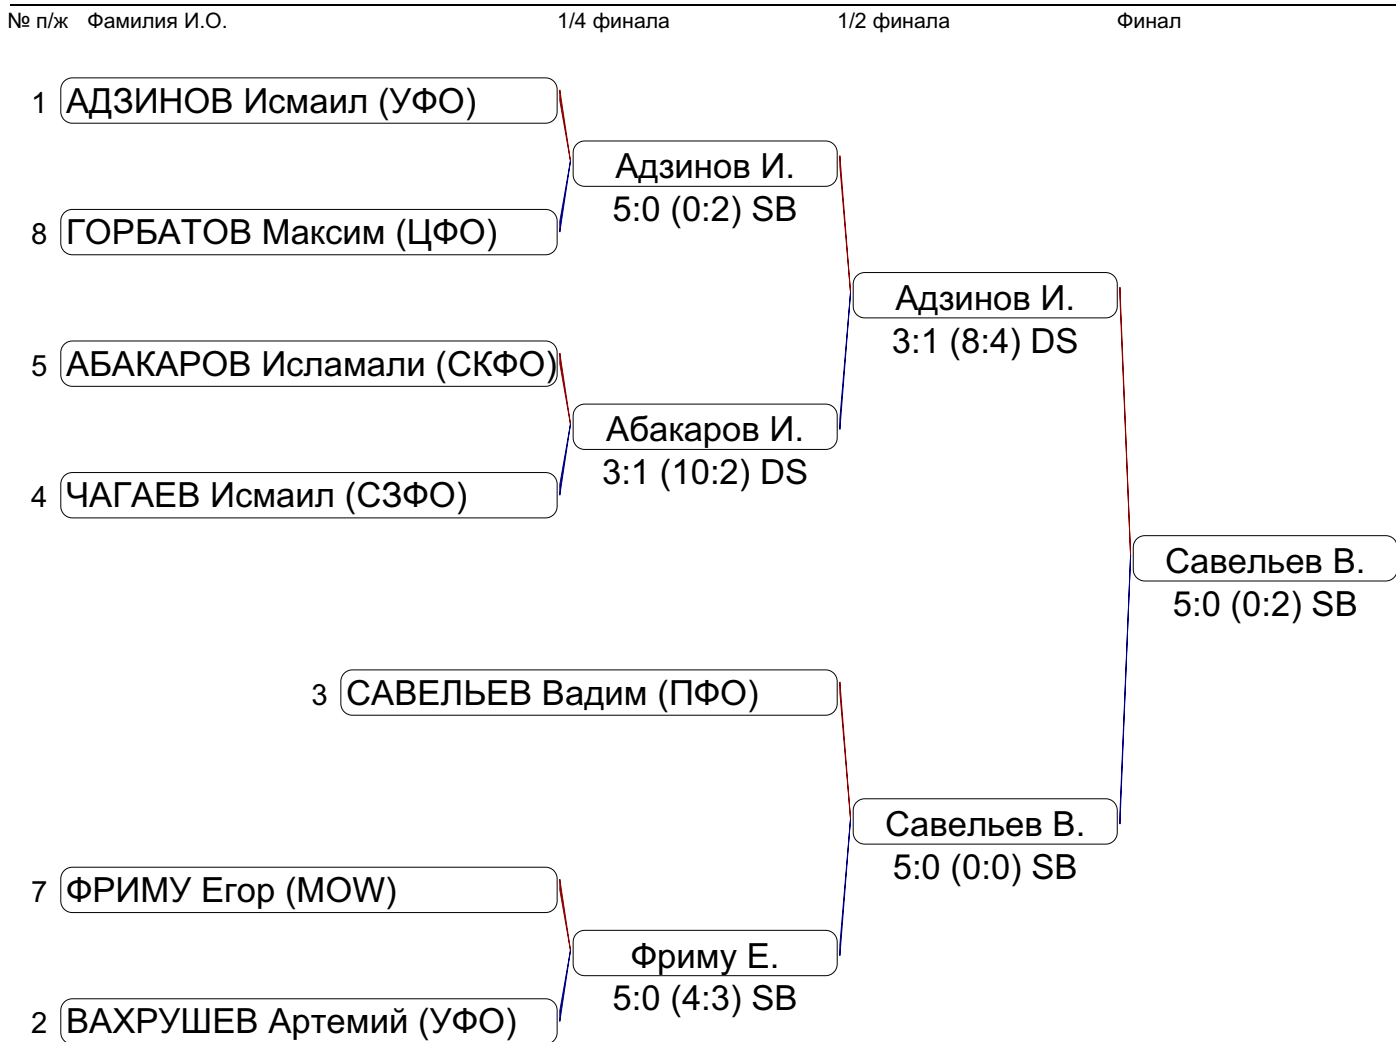 № п/ж Фамилия И.О. 1/4 финала 1/2 финала Финал
1 АДЗИНОВ Исмаил (УФО)
Адзинов И.
5:0 (0:2) SB
8 ГОРБАТОВ Максим (ЦФО)
Адзинов И.
3:1 (8:4) DS
5 АБАКАРОВ Исламали (СКФО)
Абакаров И.
3:1 (10:2) DS
4 ЧАГАЕВ Исмаил (СЗФО)
Савельев В.
5:0 (0:2) SB
3 САВЕЛЬЕВ Вадим (ПФО)
Савельев В.
5:0 (0:0) SB
7 ФРИМУ Егор (MOW)
Фриму Е.
5:0 (4:3) SB
2 ВАХРУШЕВ Артемий (УФО)